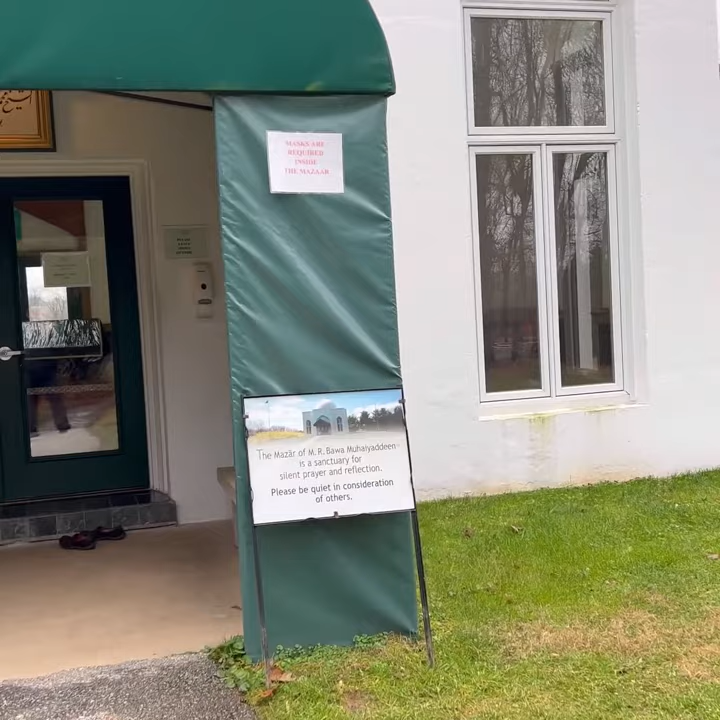 MASKS ARE
REQUIRED
INSIDE
THE MAZAAR
The Mazār of M. R. Bawa Muhaiyaddeen
is a sanctuary for
silent prayer and reflection.
Please be quiet in consideration
of others.